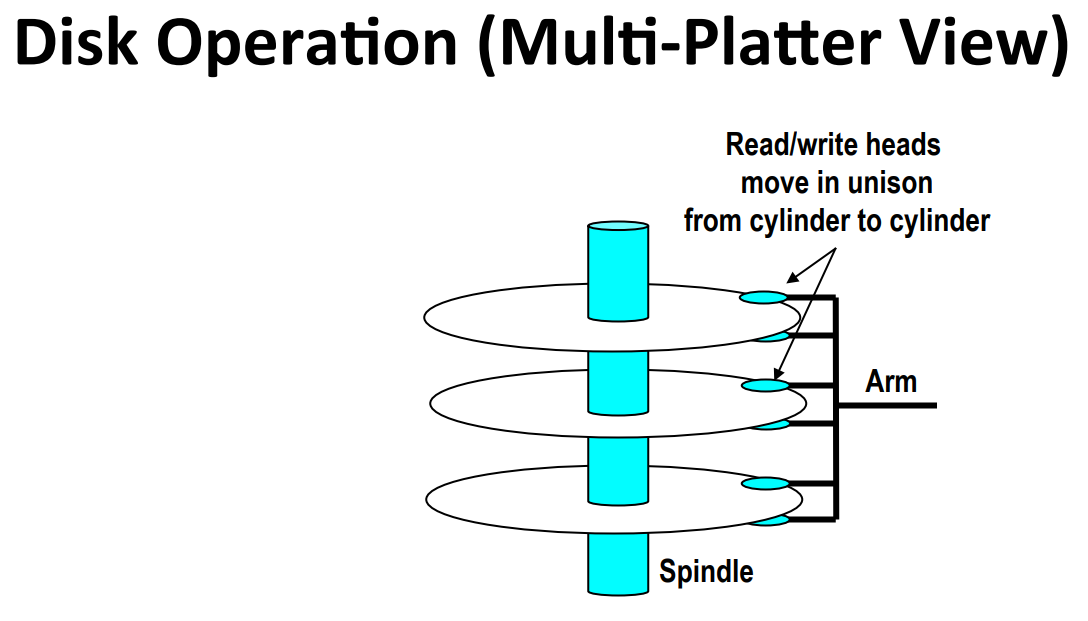 Disk Operation (Multi-Platter View)
Read/write heads
move in unison
from cylinder to cylinder
Arm
Spindle